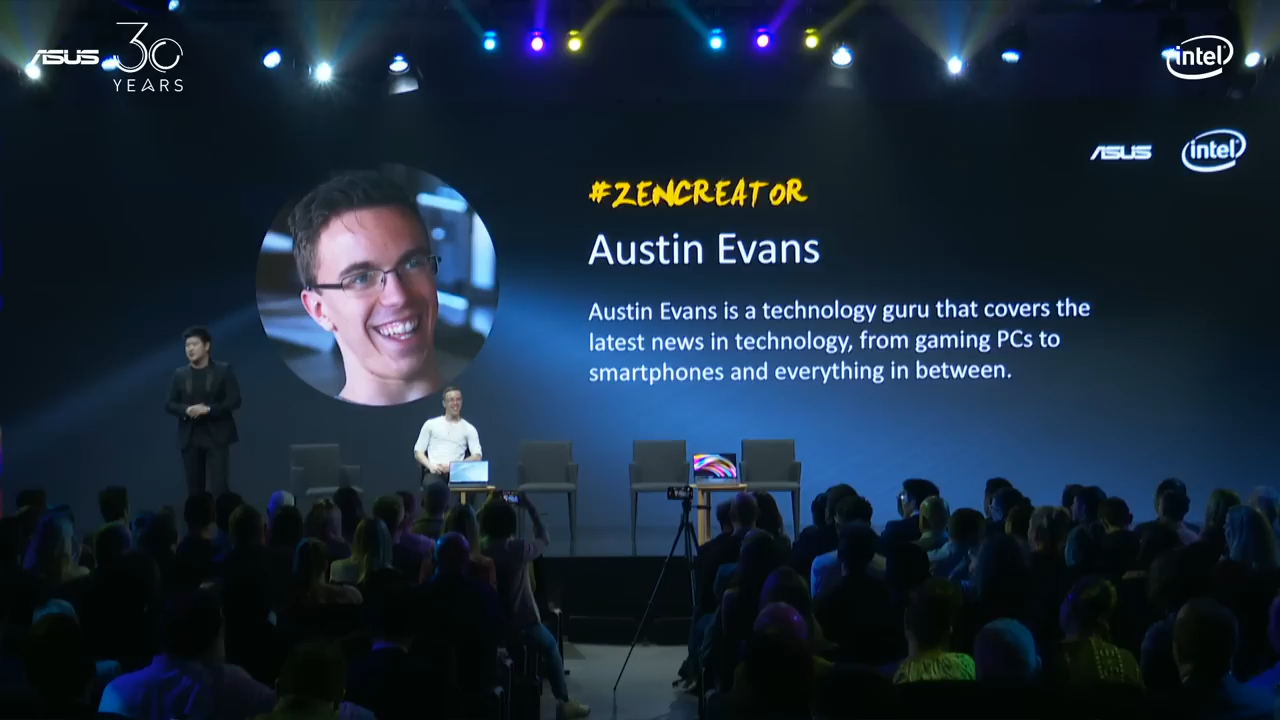 ASUS 30
YEARS
intel
ASUS intel
#ZENCREATOR
Austin Evans
Austin Evans is a technology guru that covers the
latest news in technology, from gaming PCs to
smartphones and everything in between.